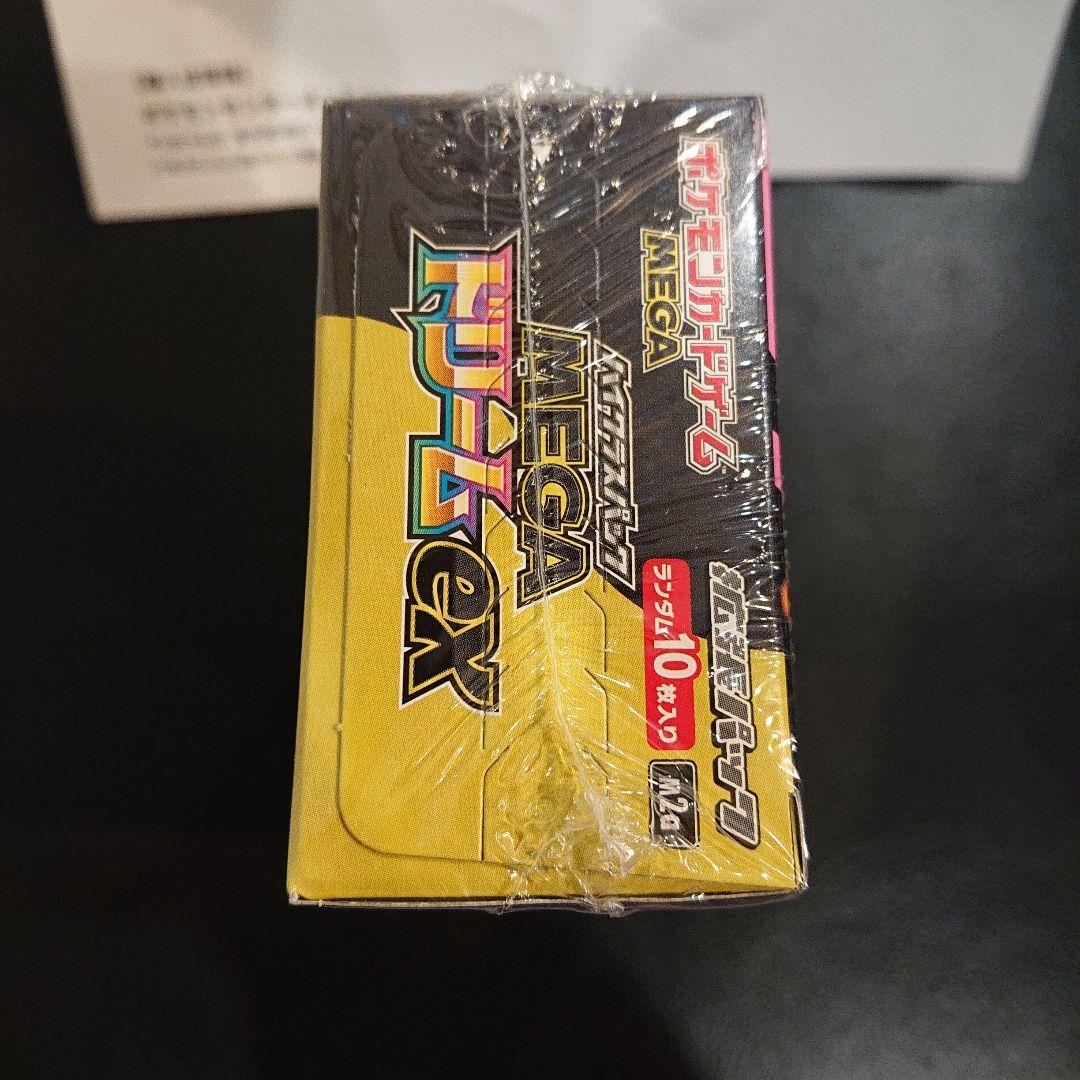 ポケモンカードゲーム
MEGA
拡張パック
ハイクラスパック
MEGA
ドリーム
ex
ランダム10枚入り
m2a